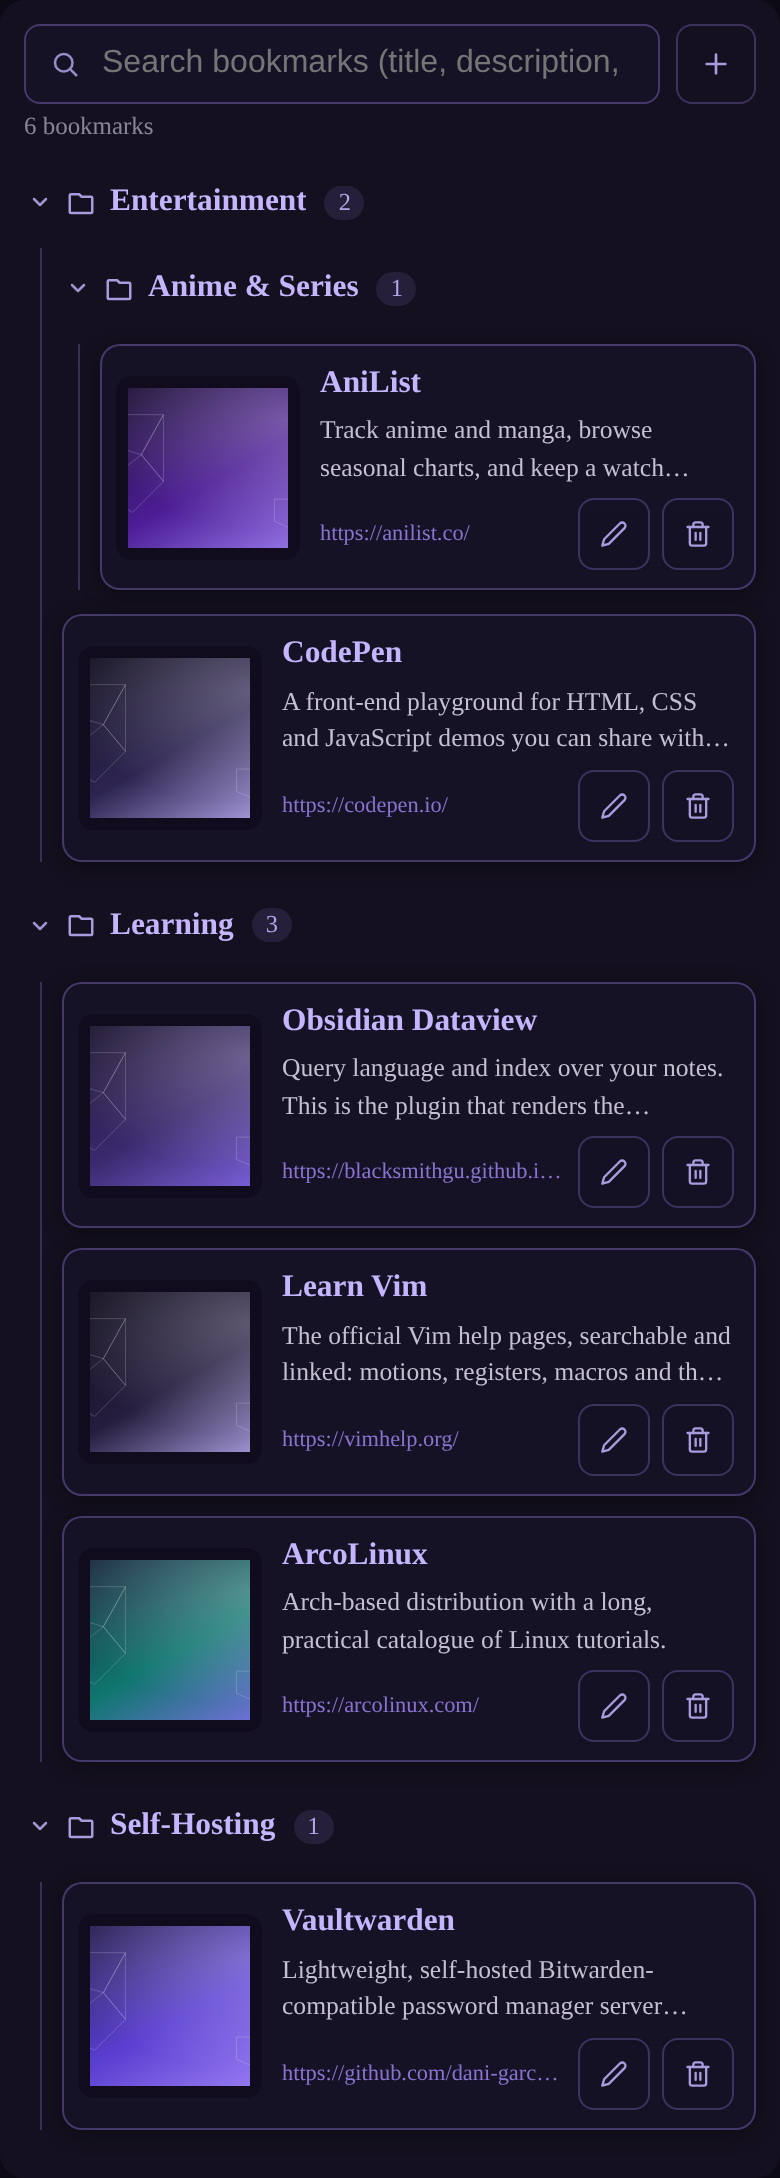 Search bookmarks (title, description,
6 bookmarks
Entertainment 2
Anime & Series 1
AniList
Track anime and manga, browse
seasonal charts, and keep a watch…
https://anilist.co/
CodePen
A front-end playground for HTML, CSS
and JavaScript demos you can share with…
https://codepen.io/
Learning 3
Obsidian Dataview
Query language and index over your notes.
This is the plugin that renders the…
https://blacksmithgu.github.i…
Learn Vim
The official Vim help pages, searchable and
linked: motions, registers, macros and th…
https://vimhelp.org/
ArcoLinux
Arch-based distribution with a long,
practical catalogue of Linux tutorials.
https://arcolinux.com/
Self-Hosting 1
Vaultwarden
Lightweight, self-hosted Bitwarden-
compatible password manager server…
https://github.com/dani-garc…